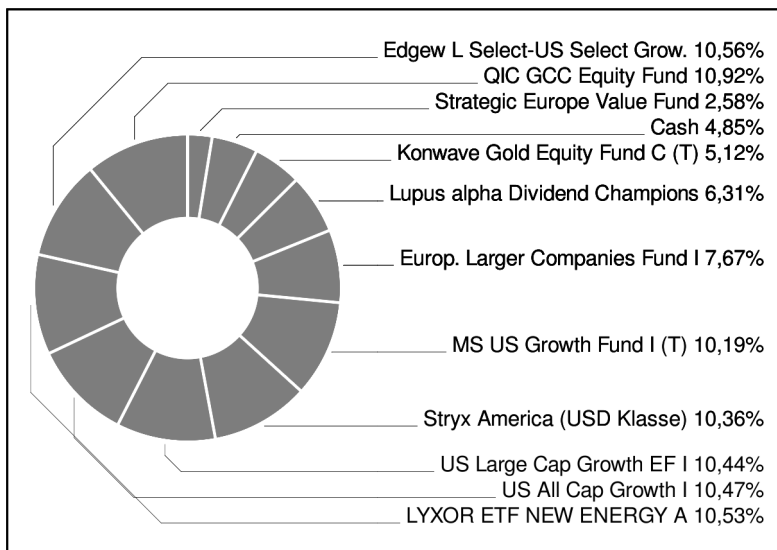 Edgew L Select-US Select Grow. 10,56%
QIC GCC Equity Fund 10,92%
Strategic Europe Value Fund 2,58%
Cash 4,85%
Konwave Gold Equity Fund C (T) 5,12%
Lupus alpha Dividend Champions 6,31%
Europ. Larger Companies Fund I 7,67%
MS US Growth Fund I (T) 10,19%
Stryx America (USD Klasse) 10,36%
US Large Cap Growth EF I 10,44%
US All Cap Growth I 10,47%
LYXOR ETF NEW ENERGY A 10,53%